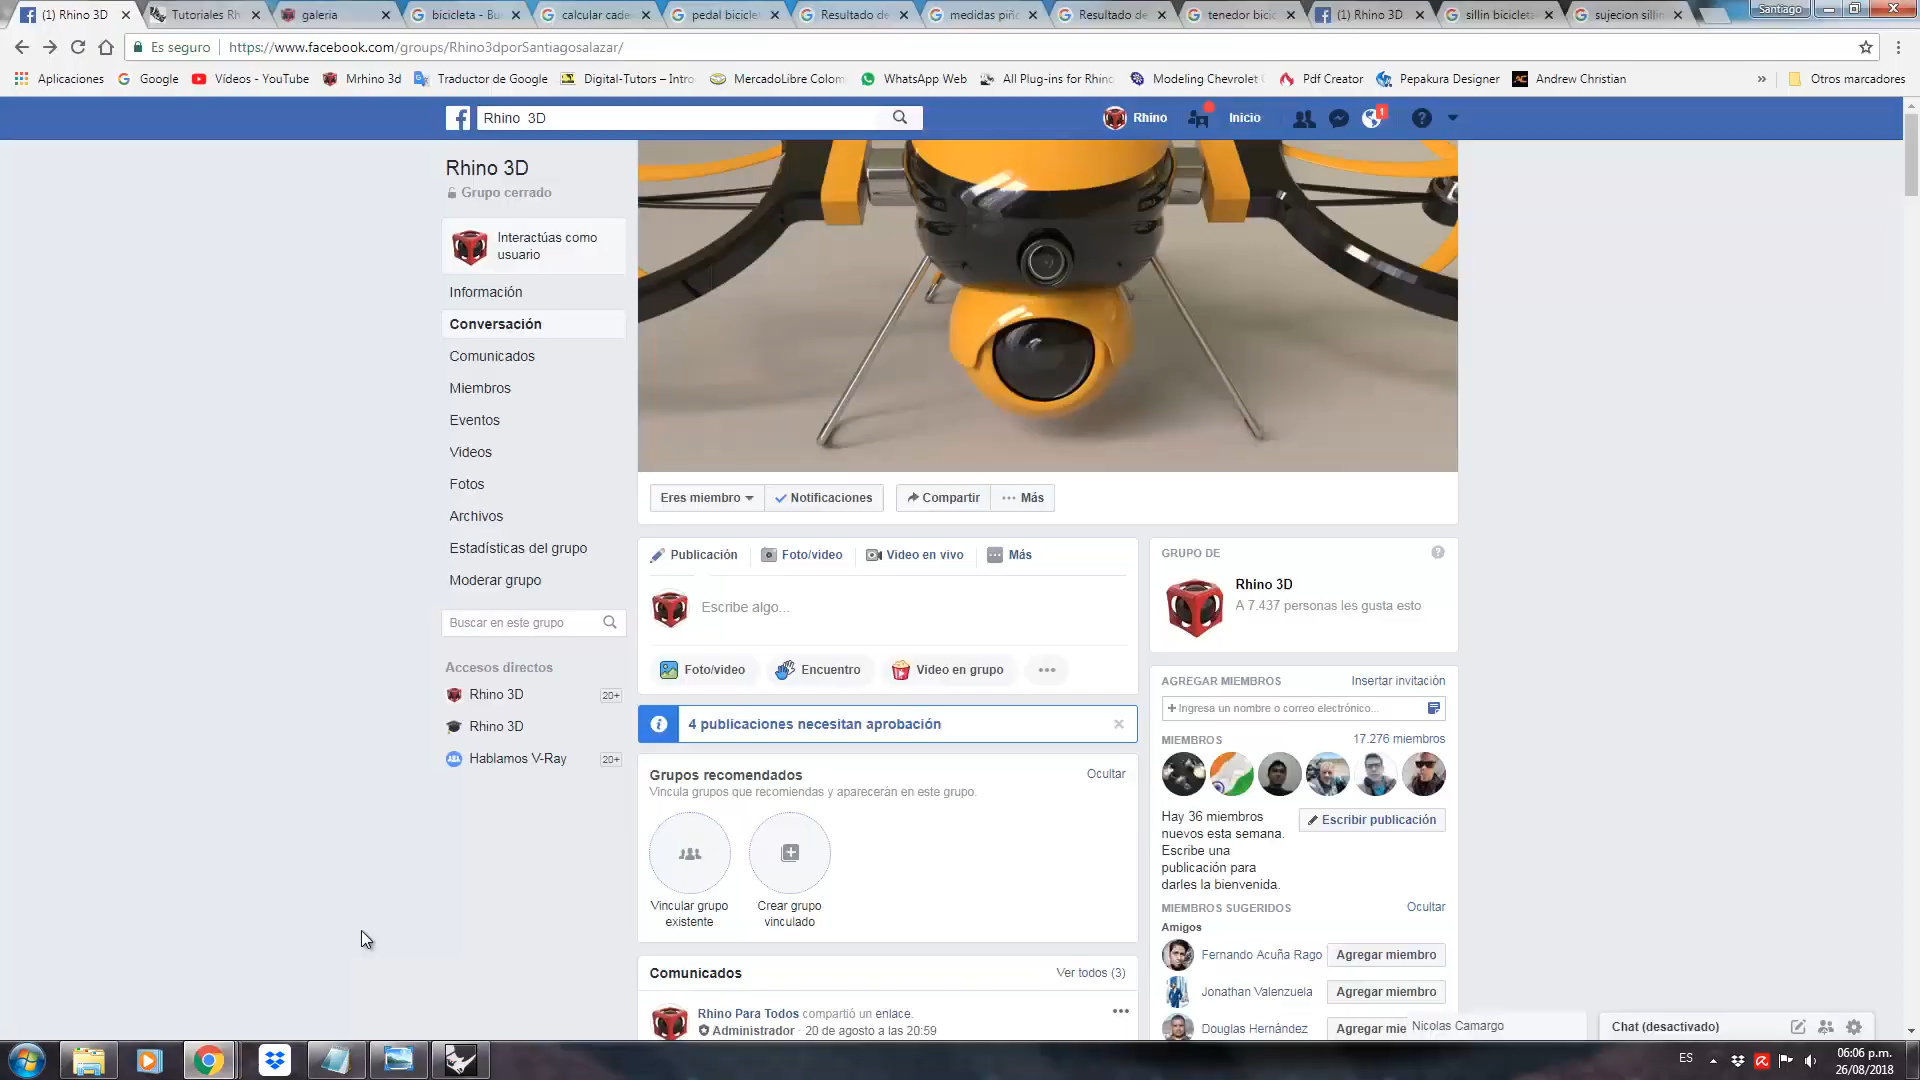 (1) Rhino 3D
Tutoriales Rh
galeria
bicicleta - Bu
calcular cade
pedal bicicle
Resultado de
medidas piñ
Resultado de
tenedor bicic
(1) Rhino 3D
sillin bicicleta
sujecion sillin
Santiago
Es seguro
https://www.facebook.com/groups/Rhino3dporSantiagosalazar/
Aplicaciones
Google
Vídeos - YouTube
Mrhino 3d
Traductor de Google
Digital-Tutors – Intro
MercadoLibre Colom
WhatsApp Web
All Plug-ins for Rhino
Modeling Chevrolet C
Pdf Creator
Pepakura Designer
Andrew Christian
»
Otros marcadores
Rhino 3D
Rhino
Inicio
1
Rhino 3D
Grupo cerrado
Interactúas como
usuario
Información
Conversación
Comunicados
Miembros
Eventos
Videos
Fotos
Archivos
Estadísticas del grupo
Moderar grupo
Buscar en este grupo
Accesos directos
Rhino 3D 20+
Rhino 3D
Hablamos V-Ray 20+
Eres miembro
Notificaciones
Compartir
Más
Publicación
Foto/video
Video en vivo
Más
Escribe algo...
Foto/video
Encuentro
Video en grupo
4 publicaciones necesitan aprobación
Grupos recomendados
Ocultar
Vincula grupos que recomiendas y aparecerán en este grupo.
Vincular grupo
existente
Crear grupo
vinculado
Comunicados
Ver todos (3)
Rhino Para Todos compartió un enlace.
Administrador · 20 de agosto a las 20:59
GRUPO DE
Rhino 3D
A 7.437 personas les gusta esto
AGREGAR MIEMBROS
Insertar invitación
+ Ingresa un nombre o correo electrónico...
MIEMBROS
17.276 miembros
Hay 36 miembros
nuevos esta semana.
Escribe una
publicación para
darles la bienvenida.
Escribir publicación
MIEMBROS SUGERIDOS
Ocultar
Amigos
Fernando Acuña Rago
Agregar miembro
Jonathan Valenzuela
Agregar miembro
Douglas Hernández
Agregar mie
Nicolas Camargo
Chat (desactivado)
ES
06:06 p.m.
26/08/2018